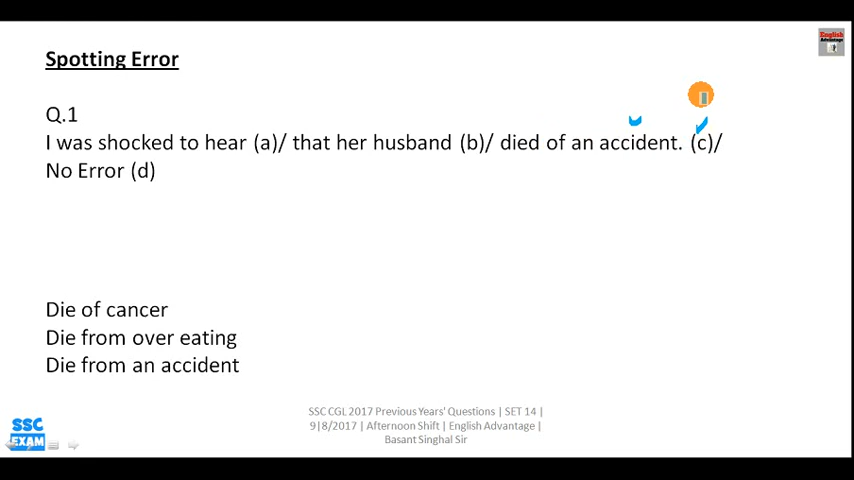 English
Advantage
Spotting Error
Q.1
I was shocked to hear (a)/ that her husband (b)/ died of an accident. (c)/
No Error (d)
Die of cancer
Die from over eating
Die from an accident
SSC CGL 2017 Previous Years' Questions | SET 14 |
9|8/2017 | Afternoon Shift | English Advantage |
Basant Singhal Sir
SSC
EXAM